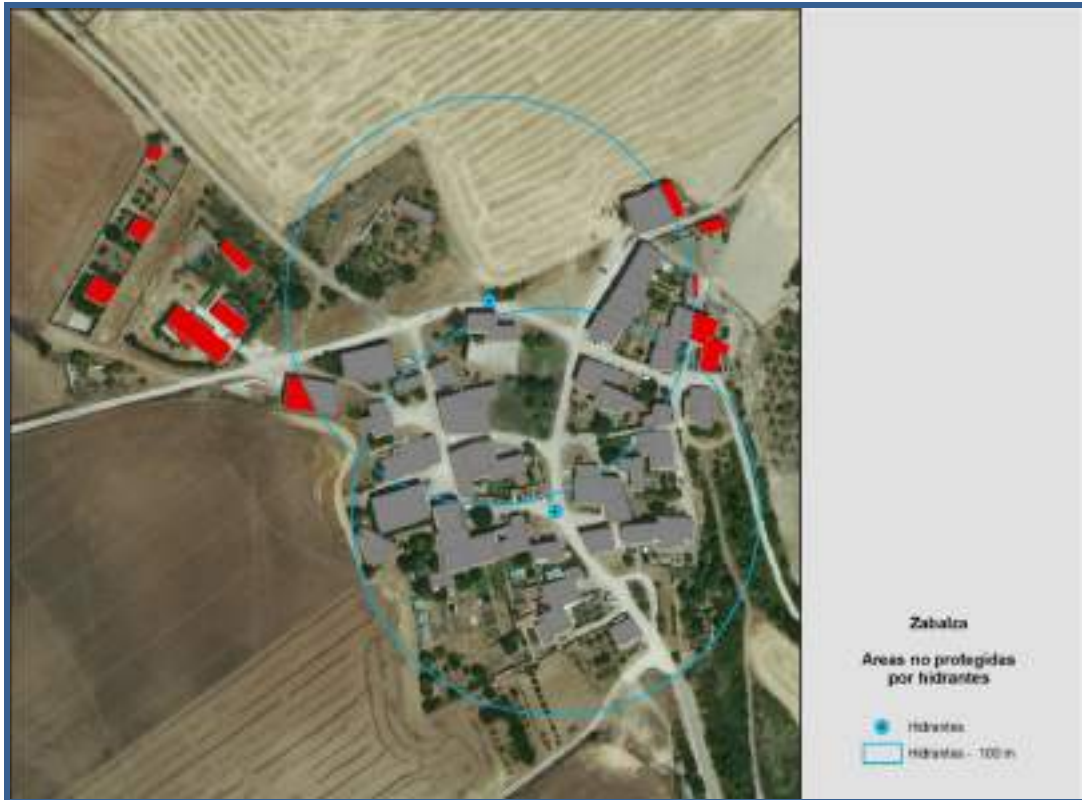 Zabalza
Areas no protegidas
por hidrantes
Hidrantes
Hidrantes - 100 m